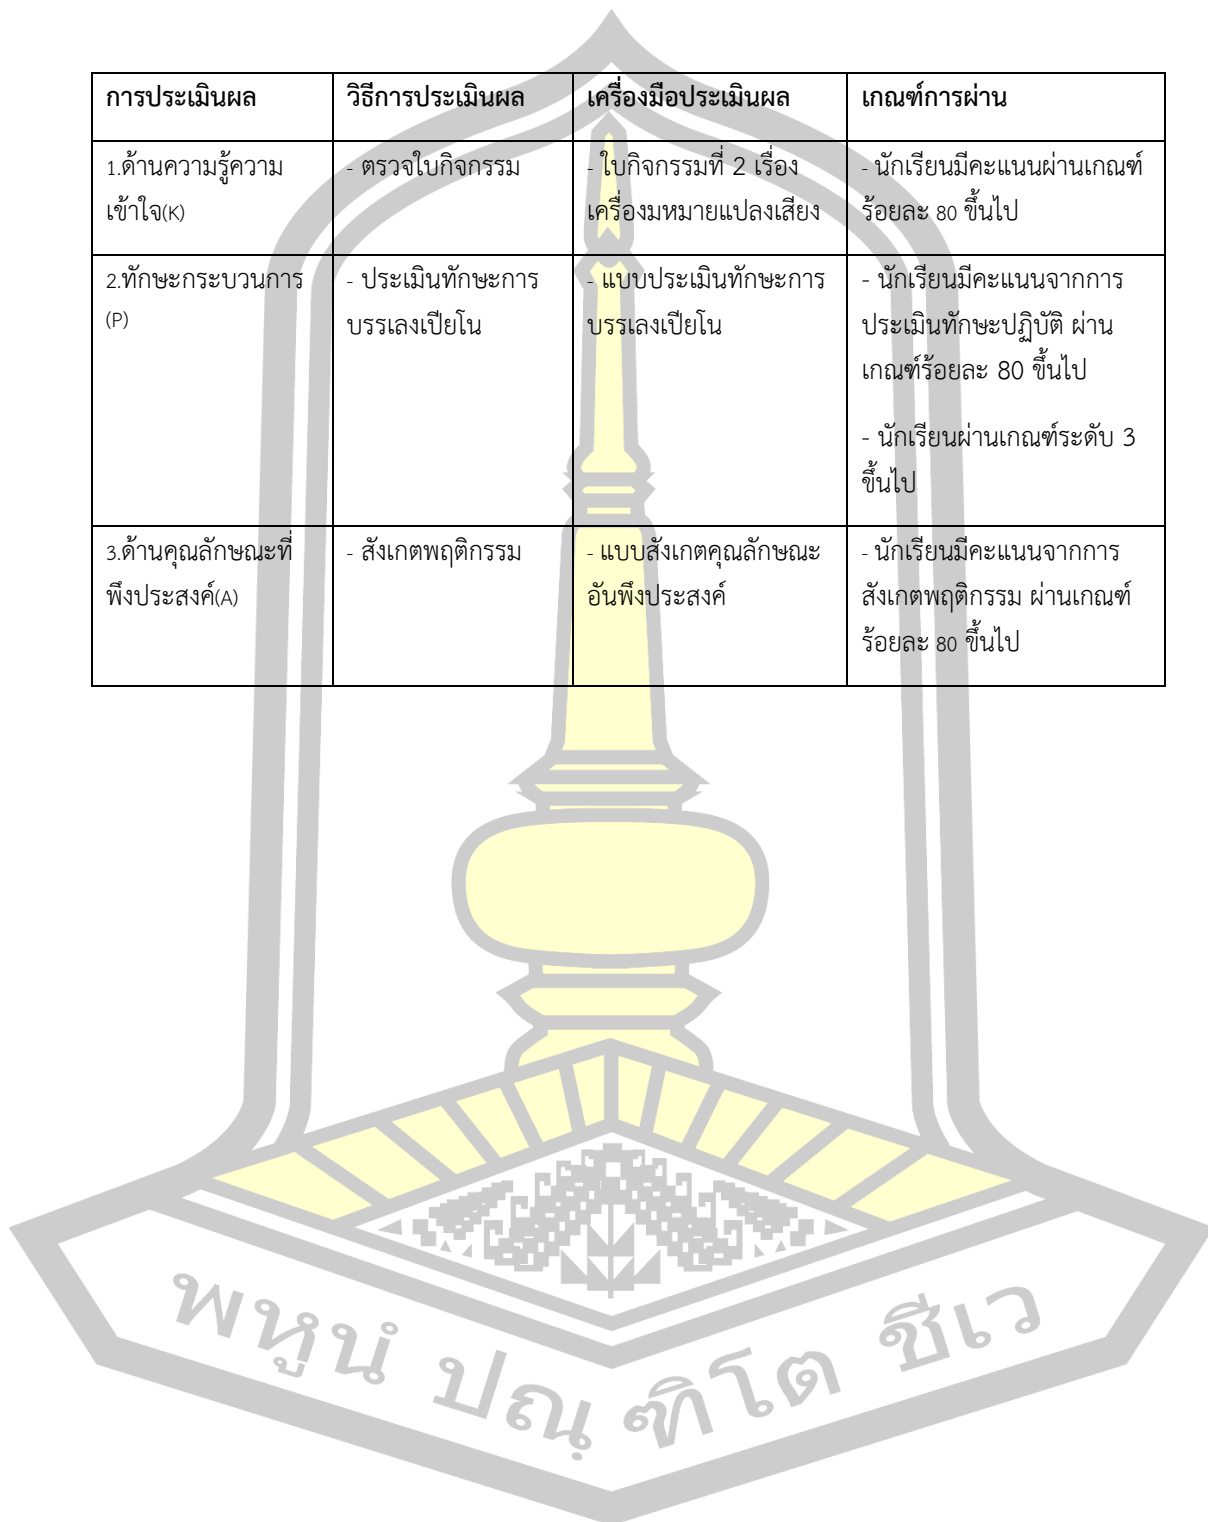 การประเมินผล วิธีการประเมินผล เครื่องมือประเมินผล เกณฑ์การผ่าน
1.ด้านความรู้ความ - ตรวจใบกิจกรรม - ใบกิจกรรมที่ 2 เรื่อง - นักเรียนมีคะแนนผ่านเกณฑ์
เข้าใจ(K) เครื่องมหมายแปลงเสียง ร้อยละ 80 ขึ้นไป
2.ทักษะกระบวนการ - ประเมินทักษะการ - แบบประเมินทักษะการ - นักเรียนมีคะแนนจากการ
(P) บรรเลงเปียโน บรรเลงเปียโน ประเมินทักษะปฏิบัติ ผ่าน
เกณฑ์ร้อยละ 80 ขึ้นไป
- นักเรียนผ่านเกณฑ์ระดับ 3
ขึ้นไป
3.ด้านคุณลักษณะที่ - สังเกตพฤติกรรม - แบบสังเกตคุณลักษณะ - นักเรียนมีคะแนนจากการ
พึงประสงค์(A) อันพึงประสงค์ สังเกตพฤติกรรม ผ่านเกณฑ์
ร้อยละ 80 ขึ้นไป
พหูนํ ปณฺ ฑิโต ชีเว